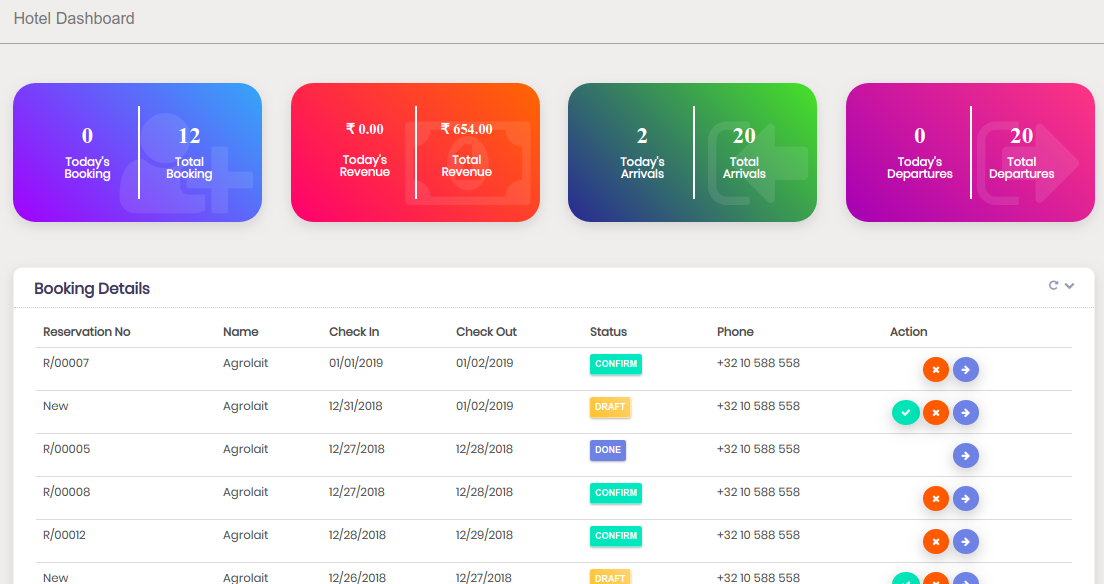 Hotel Dashboard
0 12
Today's Total
Booking Booking
₹ 0.00 ₹ 654.00
Today's Total
Revenue Revenue
2 20
Today's Total
Arrivals Arrivals
0 20
Today's Total
Departures Departures
Booking Details
Reservation No Name Check In Check Out Status Phone Action
R/00007 Agrolait 01/01/2019 01/02/2019 CONFIRM +32 10 588 558
New Agrolait 12/31/2018 01/02/2019 DRAFT +32 10 588 558
R/00005 Agrolait 12/27/2018 12/28/2018 DONE +32 10 588 558
R/00008 Agrolait 12/27/2018 12/28/2018 CONFIRM +32 10 588 558
R/00012 Agrolait 12/28/2018 12/29/2018 CONFIRM +32 10 588 558
New Agrolait 12/26/2018 12/27/2018 DRAFT +32 10 588 558